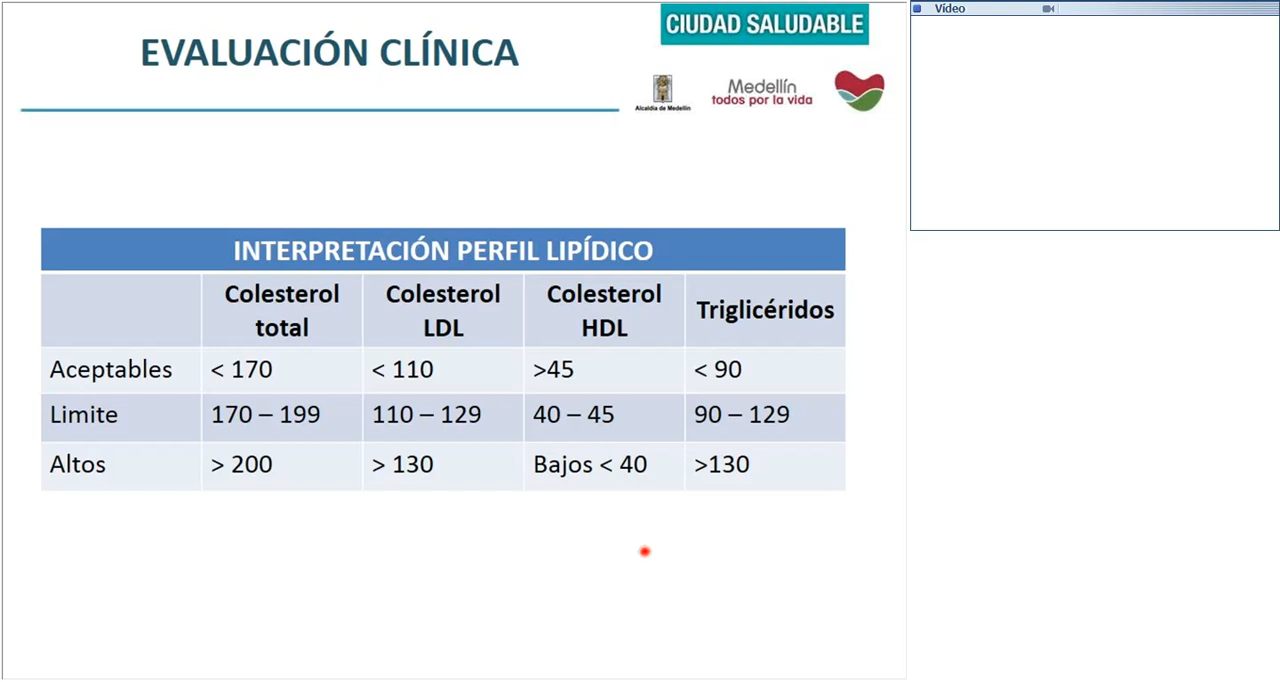 EVALUACIÓN CLÍNICA
CIUDAD SALUDABLE
Alcaldía de Medellín
Medellín
todos por la vida
Vídeo
INTERPRETACIÓN PERFIL LIPÍDICO
Colesterol total Colesterol LDL Colesterol HDL Triglicéridos
Aceptables < 170 < 110 >45 < 90
Limite 170 – 199 110 – 129 40 – 45 90 – 129
Altos > 200 > 130 Bajos < 40 >130